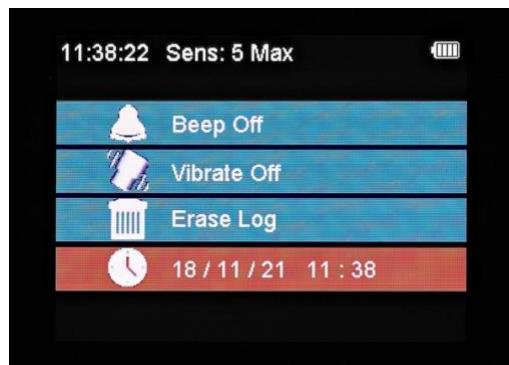 11:38:22 Sens: 5 Max
Beep Off
Vibrate Off
Erase Log
18 / 11 / 21 11 : 38